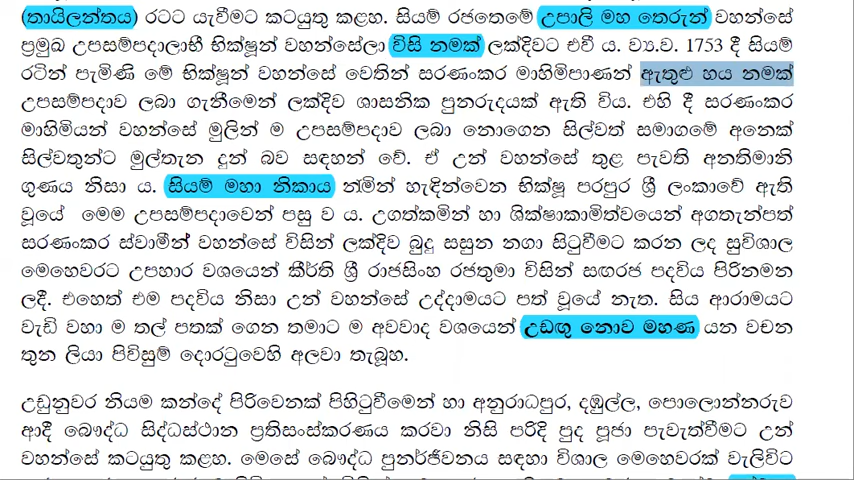 (තායිලන්තය) රටට යැවීමට කටයුතු කළහ. සියම් රජතෙමේ උපාලි මහ තෙරුන් වහන්සේ
ප්‍රමුඛ උපසම්පදාලාභී භික්ෂූන් වහන්සේලා විසි නමක් ලක්දිවට එවී ය. ව්‍ය.ව. 1753 දී සියම්
රටින් පැමිණි මේ භික්ෂූන් වහන්සේ වෙතින් සරණංකර මාහිමිපාණන් ඇතුළු හය නමක්
උපසම්පදාව ලබා ගැනීමෙන් ලක්දිව ශාසනික පුනරුදයක් ඇති විය. එහි දී සරණංකර
මාහිමියන් වහන්සේ මුලින් ම උපසම්පදාව ලබා නොගෙන සිල්වත් සමාගමේ අනෙක්
සිල්වතුන්ට මුල්තැන දුන් බව සඳහන් වේ. ඒ උන් වහන්සේ තුළ පැවති අනතිමානි
ගුණය නිසා ය. සියම් මහා නිකාය නමින් හැඳින්වෙන භික්ෂු පරපුර ශ්‍රී ලංකාවේ ඇති
වූයේ මෙම උපසම්පදාවෙන් පසු ව ය. උගත්කමින් හා ශික්ෂාකාමිත්වයෙන් අගතැන්පත්
සරණංකර ස්වාමීන් වහන්සේ විසින් ලක්දිව බුදු සසුන නගා සිටුවීමට කරන ලද සුවිශාල
මෙහෙවරට උපහාර වශයෙන් කීර්ති ශ්‍රී රාජසිංහ රජතුමා විසින් සඟරජ පදවිය පිරිනමන
ලදී. එහෙත් එම පදවිය නිසා උන් වහන්සේ උද්දාමයට පත් වූයේ නැත. සිය ආරාමයට
වැඩි වහා ම තල් පතක් ගෙන තමාට ම අවවාද වශයෙන් උඩඟු නොව මහණ යන වචන
තුන ලියා පිවිසුම් දොරටුවෙහි අලවා තැබූහ.
උඩුනුවර නියම කන්දේ පිරිවෙනක් පිහිටුවීමෙන් හා අනුරාධපුර, දඹුල්ල, පොලොන්නරුව
ආදී බෞද්ධ සිද්ධස්ථාන ප්‍රතිසංස්කරණය කරවා නිසි පරිදි පුද පූජා පැවැත්වීමට උන්
වහන්සේ කටයුතු කළහ. මෙසේ බෞද්ධ පුනර්ජීවනය සඳහා විශාල මෙහෙවරක් වැලිවිට